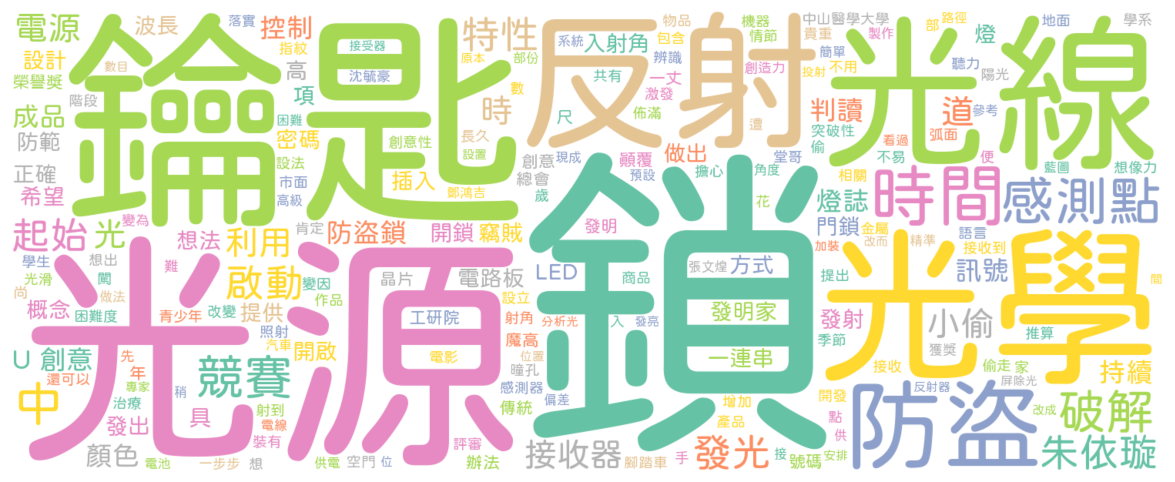 鑰匙
反射
光線
光源
鎖
光學
防盜
時間
感測點
電源
波長
落實
指紋
控制
接受器
系統
原本
部份
特性
物品
包含
入射角
中山醫學大學
貴重
機器
情節
辨識
部
路徑
製作
簡單
燈
地面
學系
聽力
陽光
設計
榮譽獎
數目
階段
高
項
沈毓豪
共有
一丈
創造力
激發
不用
投射
參考
成品
防範
困難
密碼
時
數
尺
佈滿
遭
判讀
道
弧面
突破性
偷
看過
不易
便
藍圖
想像力
正確
希望
設法
市面
高級
插入
創意性
鄭鴻吉
長久
設置
創意
總會
歲
現成
預設
顛覆
做出
擔心
角度
堂哥
花
相關
起始
光
變為
想法
利用
肯定
防盜鎖
開鎖
竊賊
發明
燈誌
門鎖
金屬
加裝
改而
精準
語言
接收到
訊號
學生
光滑
尚
想出
闖
難
做法
啟動
變因
作品
晶片
電路板
LED
商品
張文煌
方式
提出
間
概念
困難度
青少年
改變
提供
設立
工研院
射角
分析光
入
發亮
發明家
發射
季節
小偷
獲獎
推算
U
創意
先
還可以
年
照射
汽車
開啟
電影
魔高
瞳孔
位置
一連串
接收
偷走
家
屏除光
持續
中
專家
治療
稍
競賽
具
射到
電線
感測器
偏差
傳統
增加
產品
開發
反射器
改成
破解
發出
裝有
評審
辦法
點
供
朱依璇
顏色
電池
一步步
想
供電
空門
位
接收器
腳踏車
手
發光
接
號碼
安排